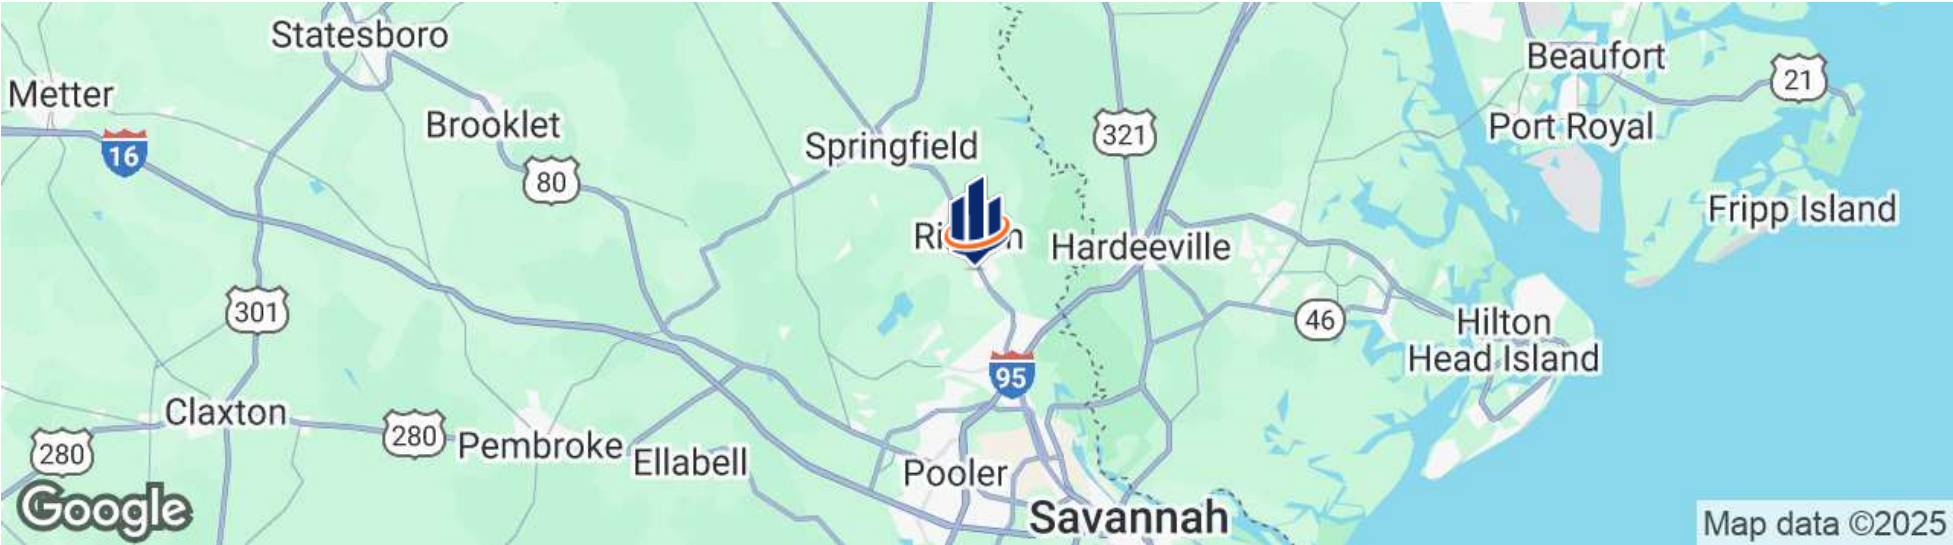 Statesboro
Beaufort
21
Metter
Brooklet
321
Port Royal
16
Springfield
80
Fripp Island
Hardeeville
301
46
Hilton
Head Island
95
Claxton
280
Pembroke
280
Ellabell
Pooler
Google
Savannah
Map data ©2025